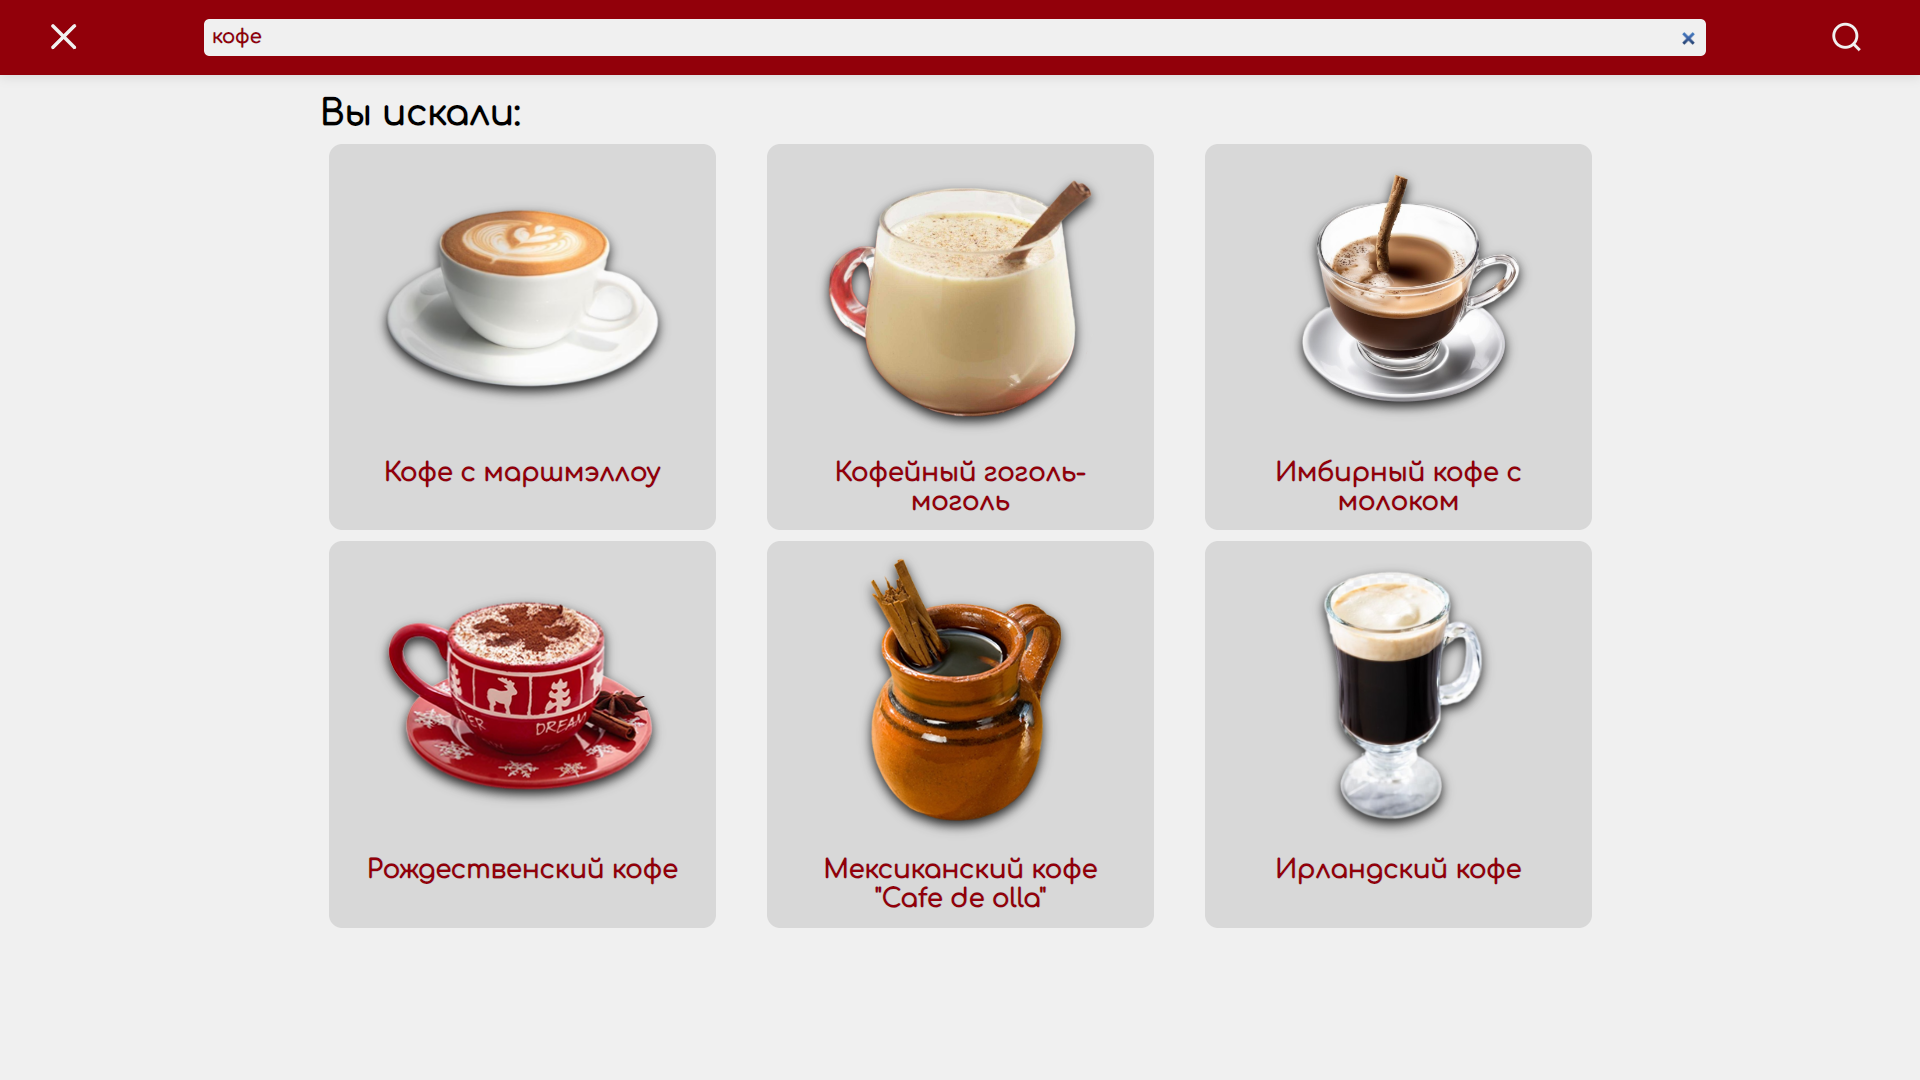 кофе
Вы искали:
Кофе с маршмэллоу
Кофейный гоголь-
моголь
Имбирный кофе с
молоком
DREAM
Рождественский кофе
Мексиканский кофе
"Cafe de olla"
Ирландский кофе